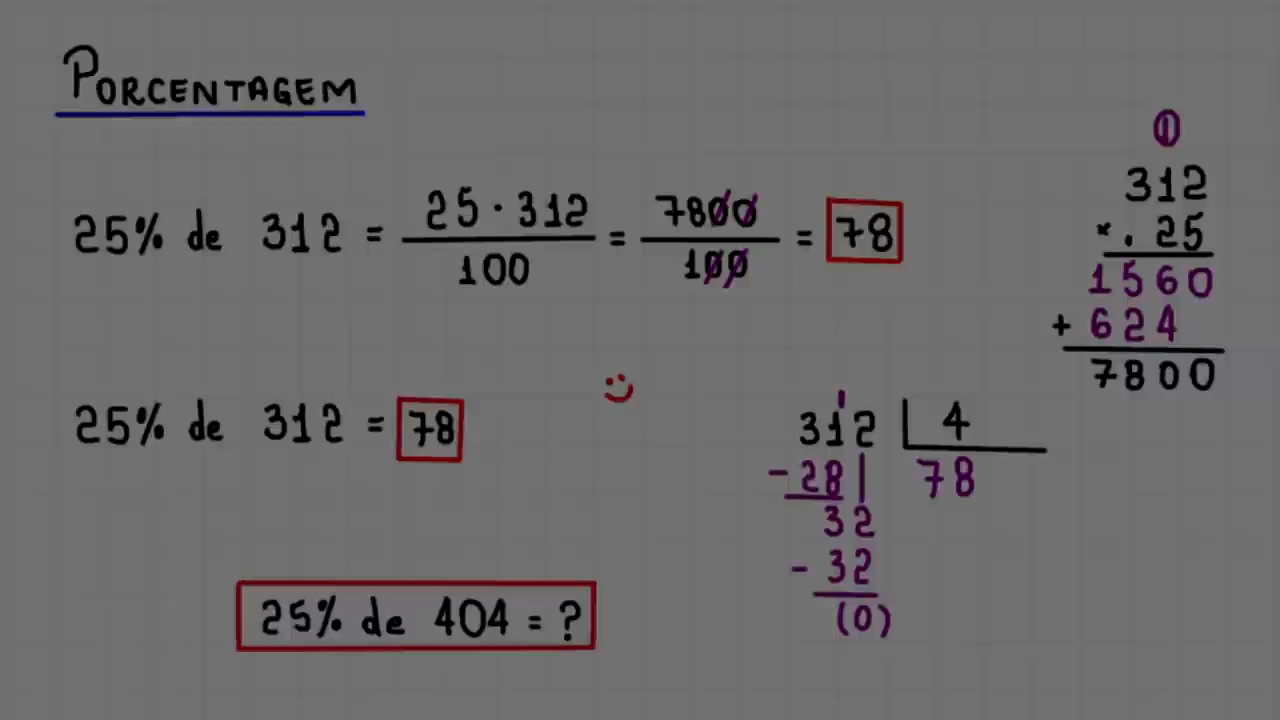 PORCENTAGEM
25% de 312 = 25 · 312 / 100 = 7800 / 100 = 78
1
312
× . 25
1560
+ 624
7800
25% de 312 = 78
312 | 4
- 28 78
32
- 32
(0)
25% de 404 = ?